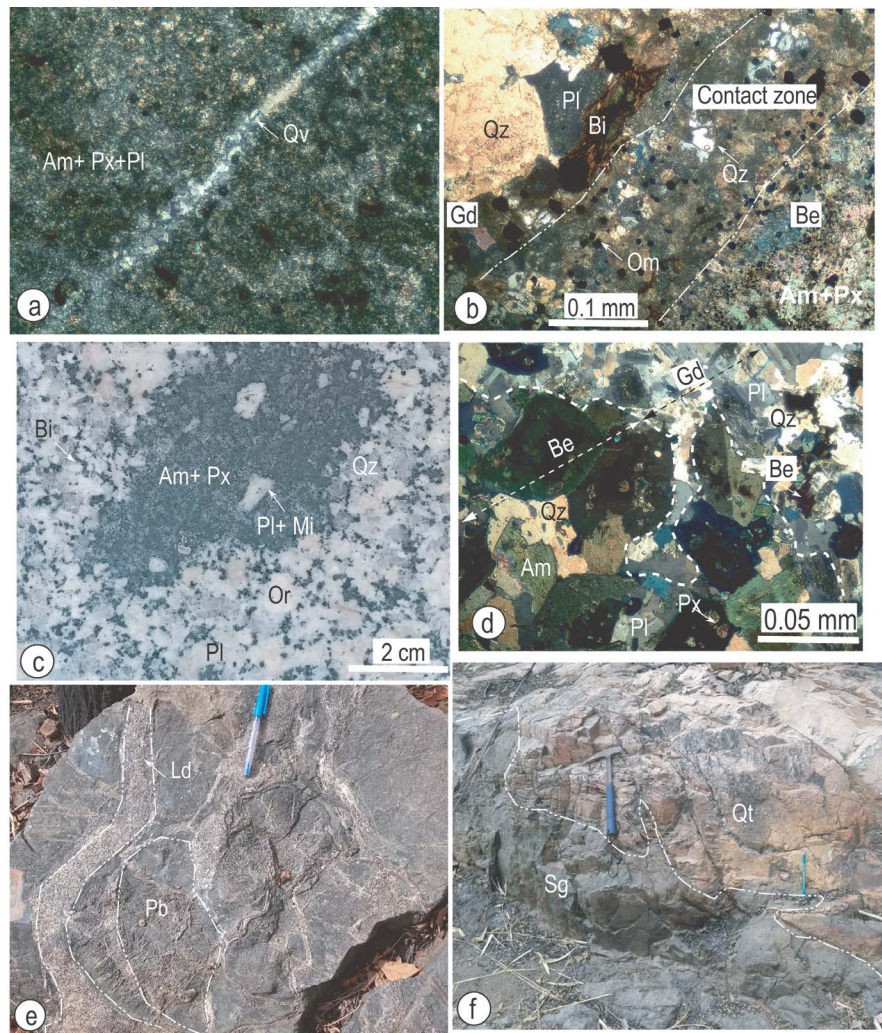 Qv
Am+ Px+Pl
a
Contact zone
Pl
Qz
Bi
Qz
Gd
Be
Om
Am+Px
b
0.1 mm
Bi
Am+ Px
Qz
Pl+ Mi
Or
c
Pl
2 cm
Gd
Pl
Qz
Be
Be
Qz
Am
Px
Pl
d
0.05 mm
Ld
Pb
e
Qt
Sg
f